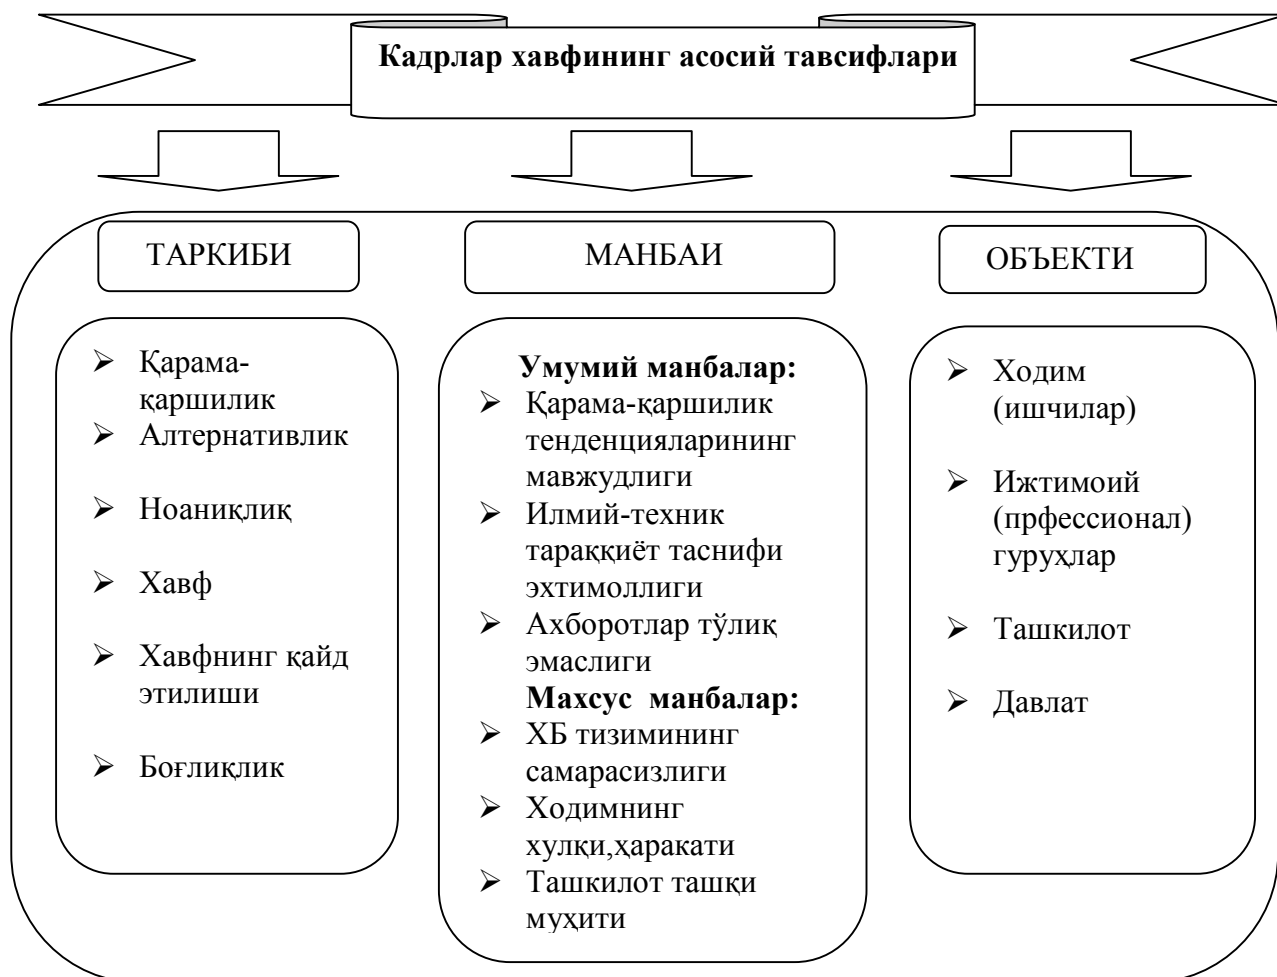 Кадрлар хавфининг асосий тавсифлари
ТАРКИБИ
Қарама-
қаршилик
Алтернативлик
Ноаниқлиқ
Хавф
Хавфнинг қайд
этилиши
Боғлиқлик
МАНБАИ
Умумий манбалар:
Қарама-қаршилик
тенденцияларининг
мавжудлиги
Илмий-техник
тараққиёт таснифи
эхтимоллиги
Ахборотлар тўлиқ
эмаслиги
Махсус манбалар:
ХБ тизимининг
самарасизлиги
Ходимнинг
хулқи,ҳаракати
Ташкилот ташқи
муҳити
ОБЪЕКТИ
Ходим
(ишчилар)
Ижтимоий
(прфессионал)
гуруҳлар
Ташкилот
Давлат